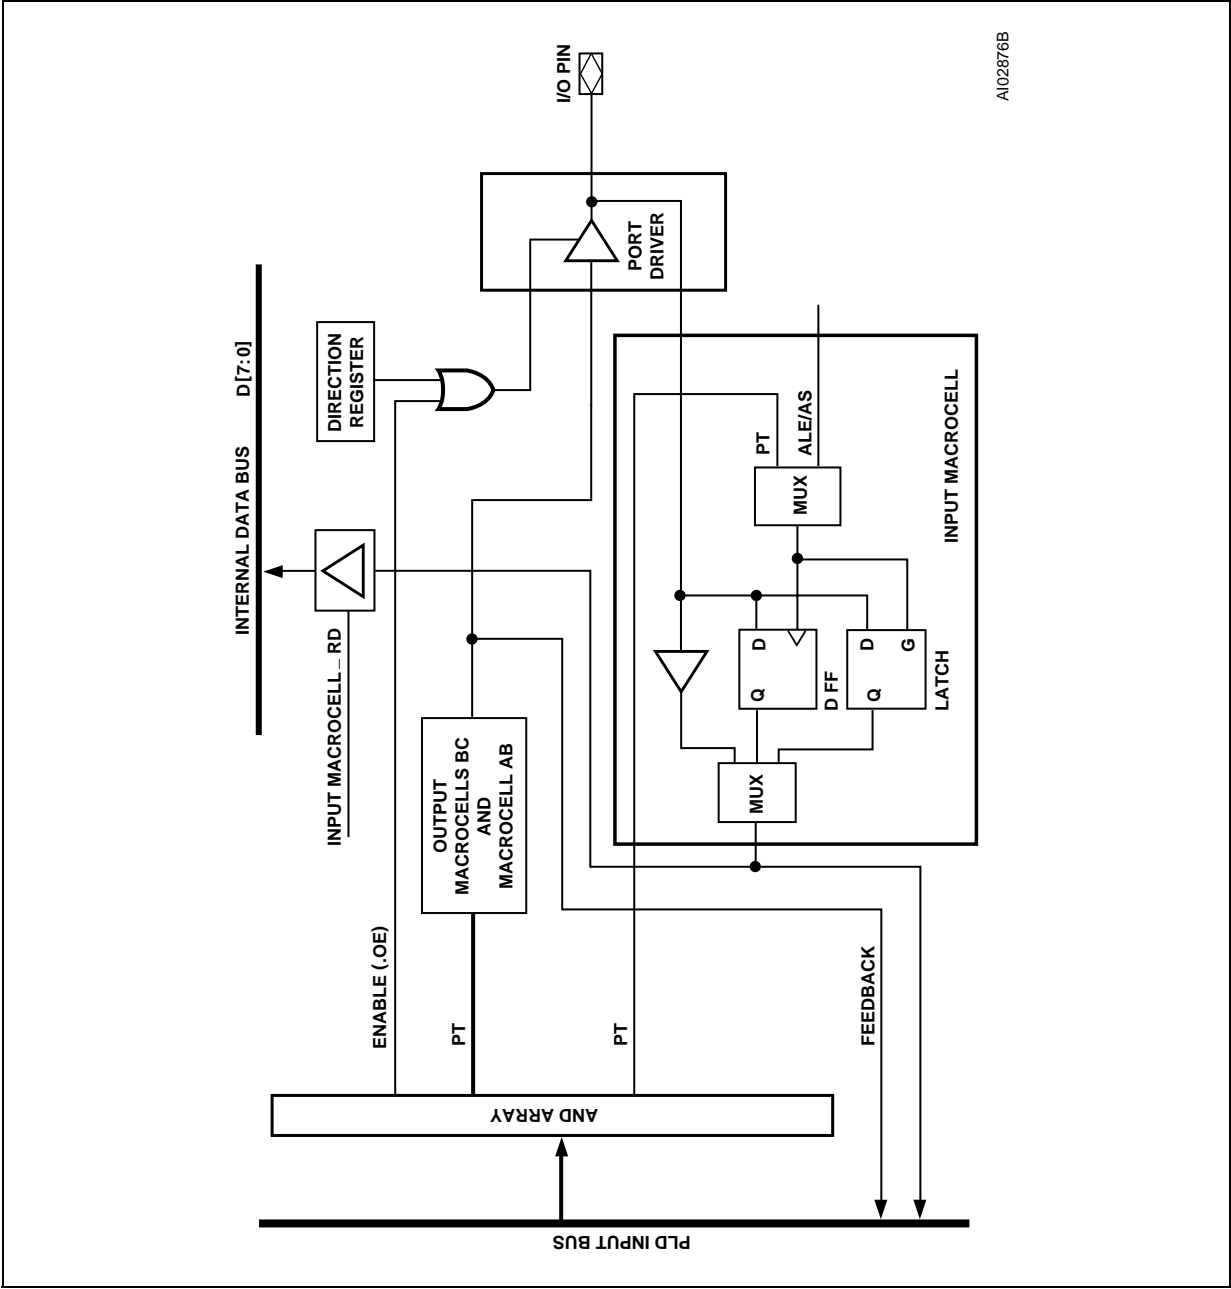 INTERNAL DATA BUS D[7:0]
DIRECTION
REGISTER
INPUT MACROCELL_ RD
ENABLE (.OE)
OUTPUT
MACROCELLS BC
AND
MACROCELL AB
PT
I/O PIN
PORT
DRIVER
PT
AND ARRAY
PLD INPUT BUS
PT
ALE/AS
MUX
D
Q
D FF
D
G
Q
LATCH
MUX
INPUT MACROCELL
FEEDBACK
AI02876B